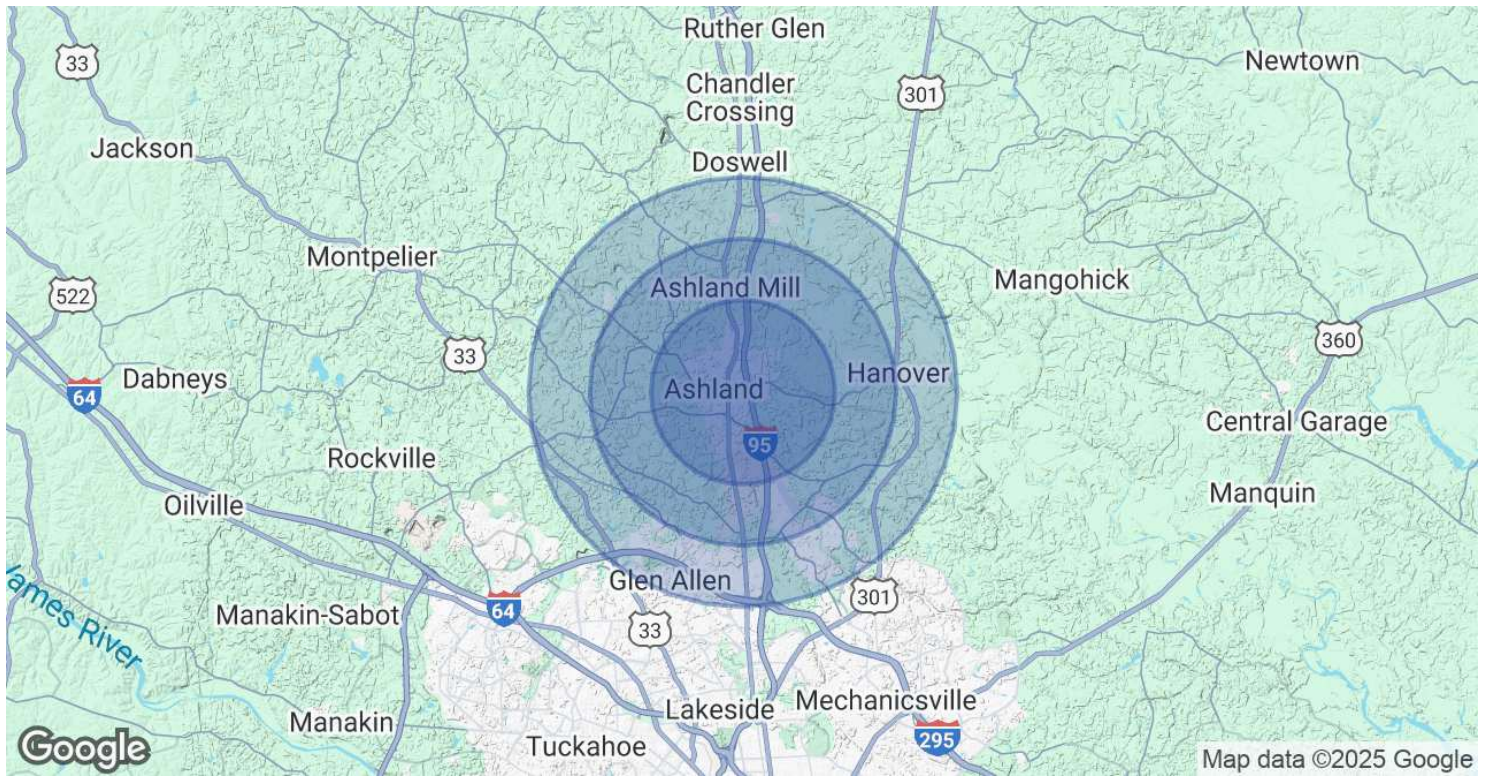 Ruther Glen
33
Newtown
Chandler
Crossing
301
Jackson
Doswell
Montpelier
Ashland Mill
Mangohick
522
33
360
Dabneys
Ashland
Hanover
64
Central Garage
95
Rockville
Manquin
Oilville
Glen Allen
James River
Manakin-Sabot
64
301
33
Manakin
Lakeside
Mechanicsville
Tuckahoe
295
Google
Map data ©2025 Google